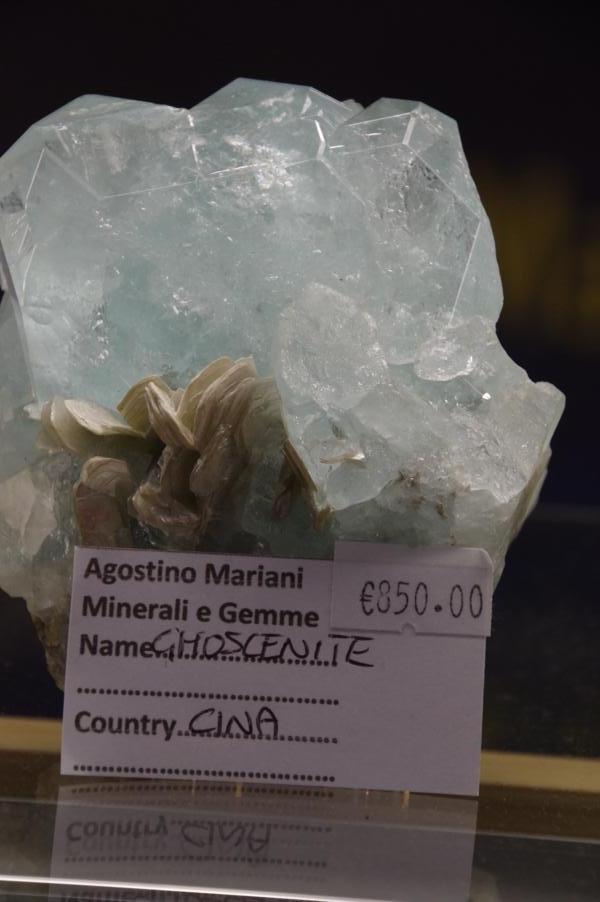 Agostino Mariani
Minerali e Gemme
€850.00
Name GHOSCENITE
Country CINA